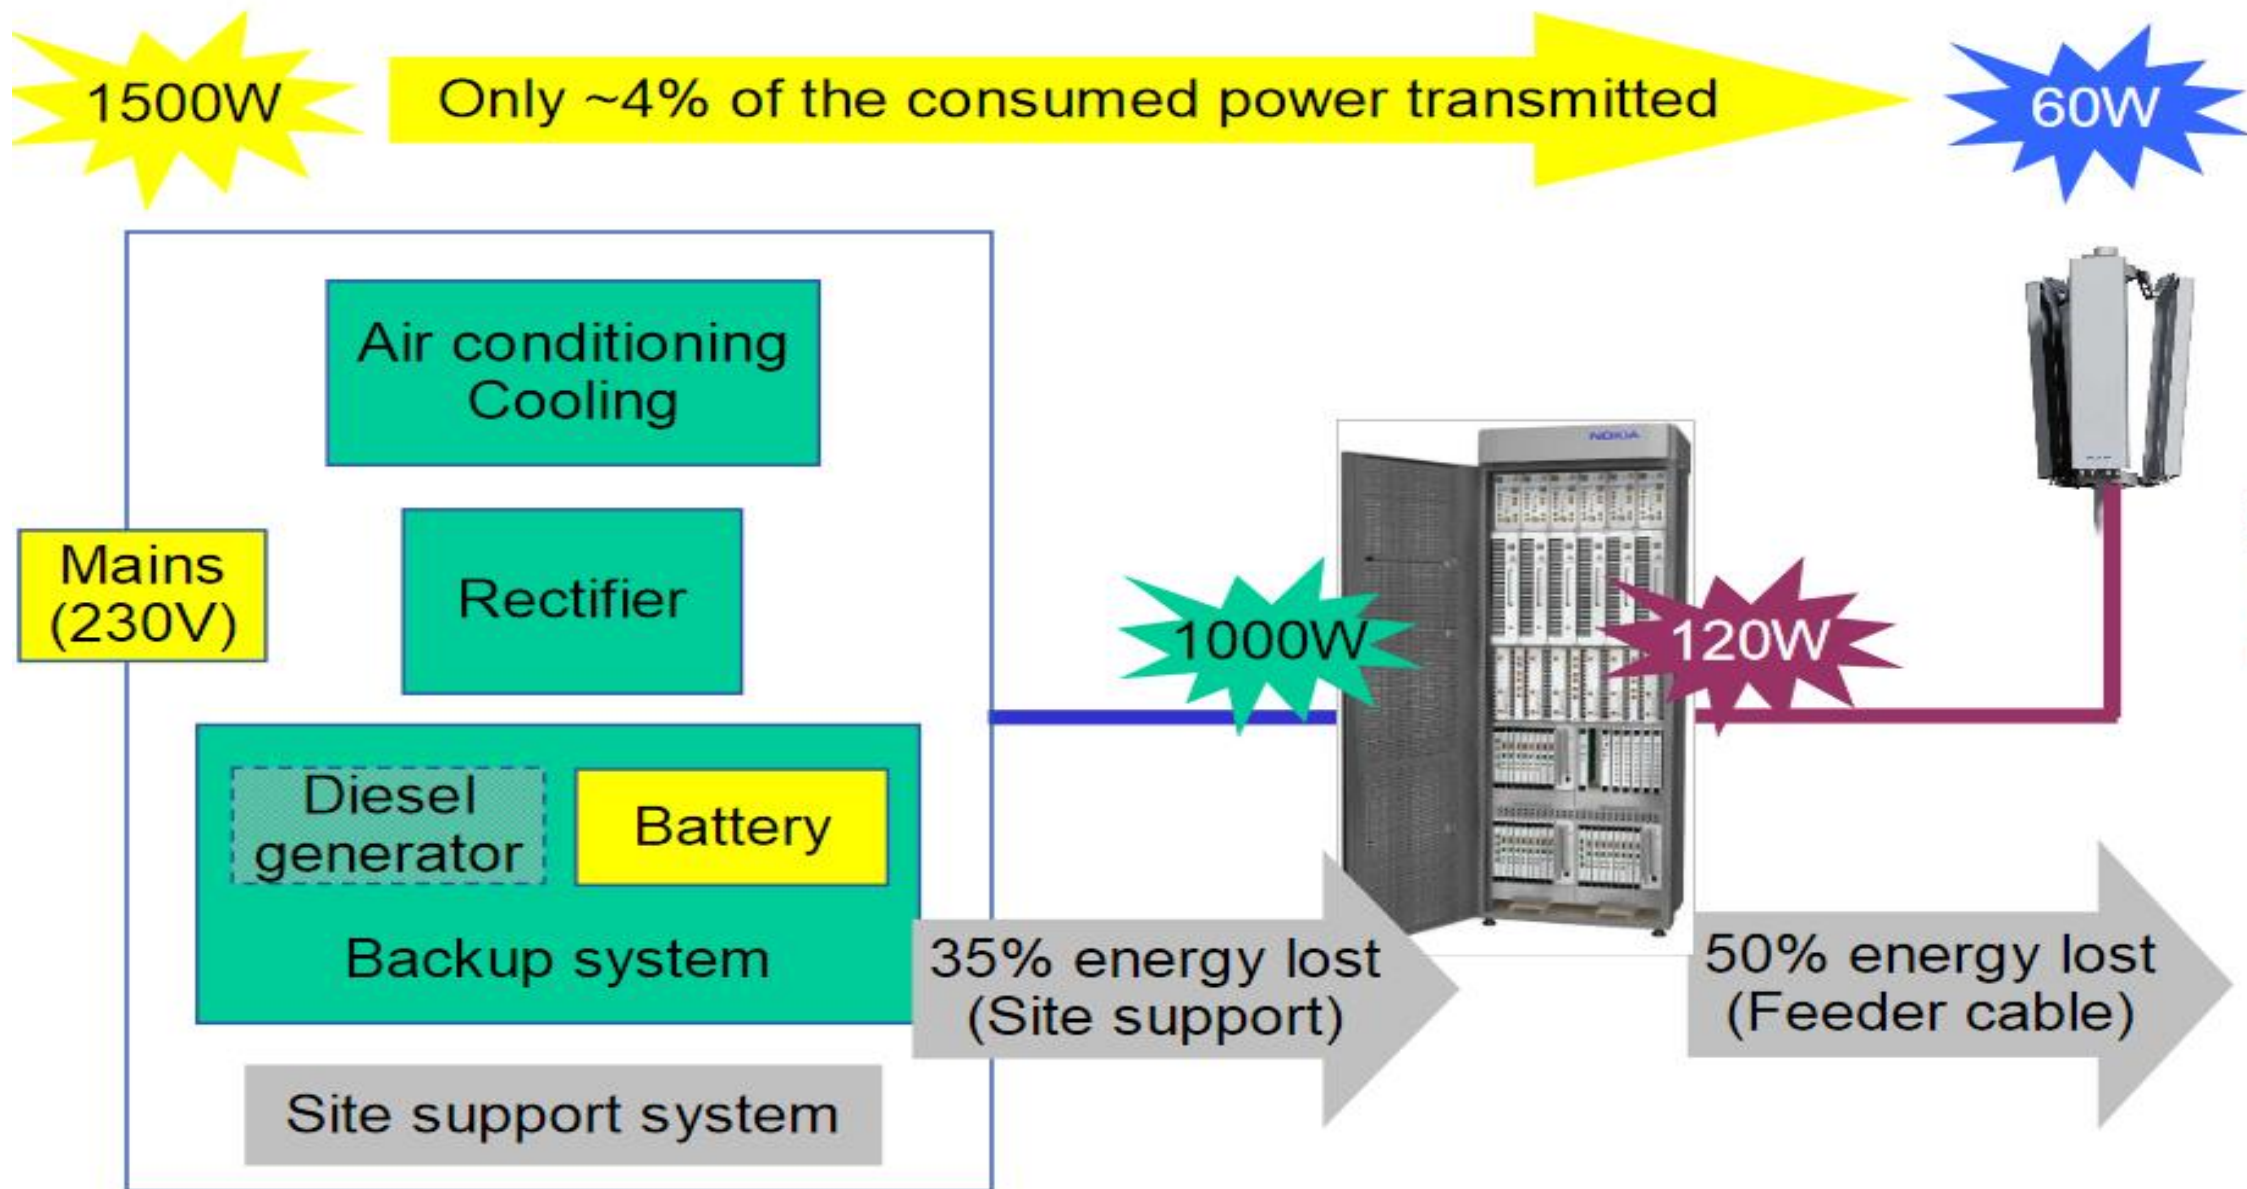 1500W
Only ~4% of the consumed power transmitted
60W
Air conditioning
Cooling
Mains
(230V)
Rectifier
NOKIA
1000W
120W
Diesel
generator
Battery
Backup system
35% energy lost
(Site support)
50% energy lost
(Feeder cable)
Site support system